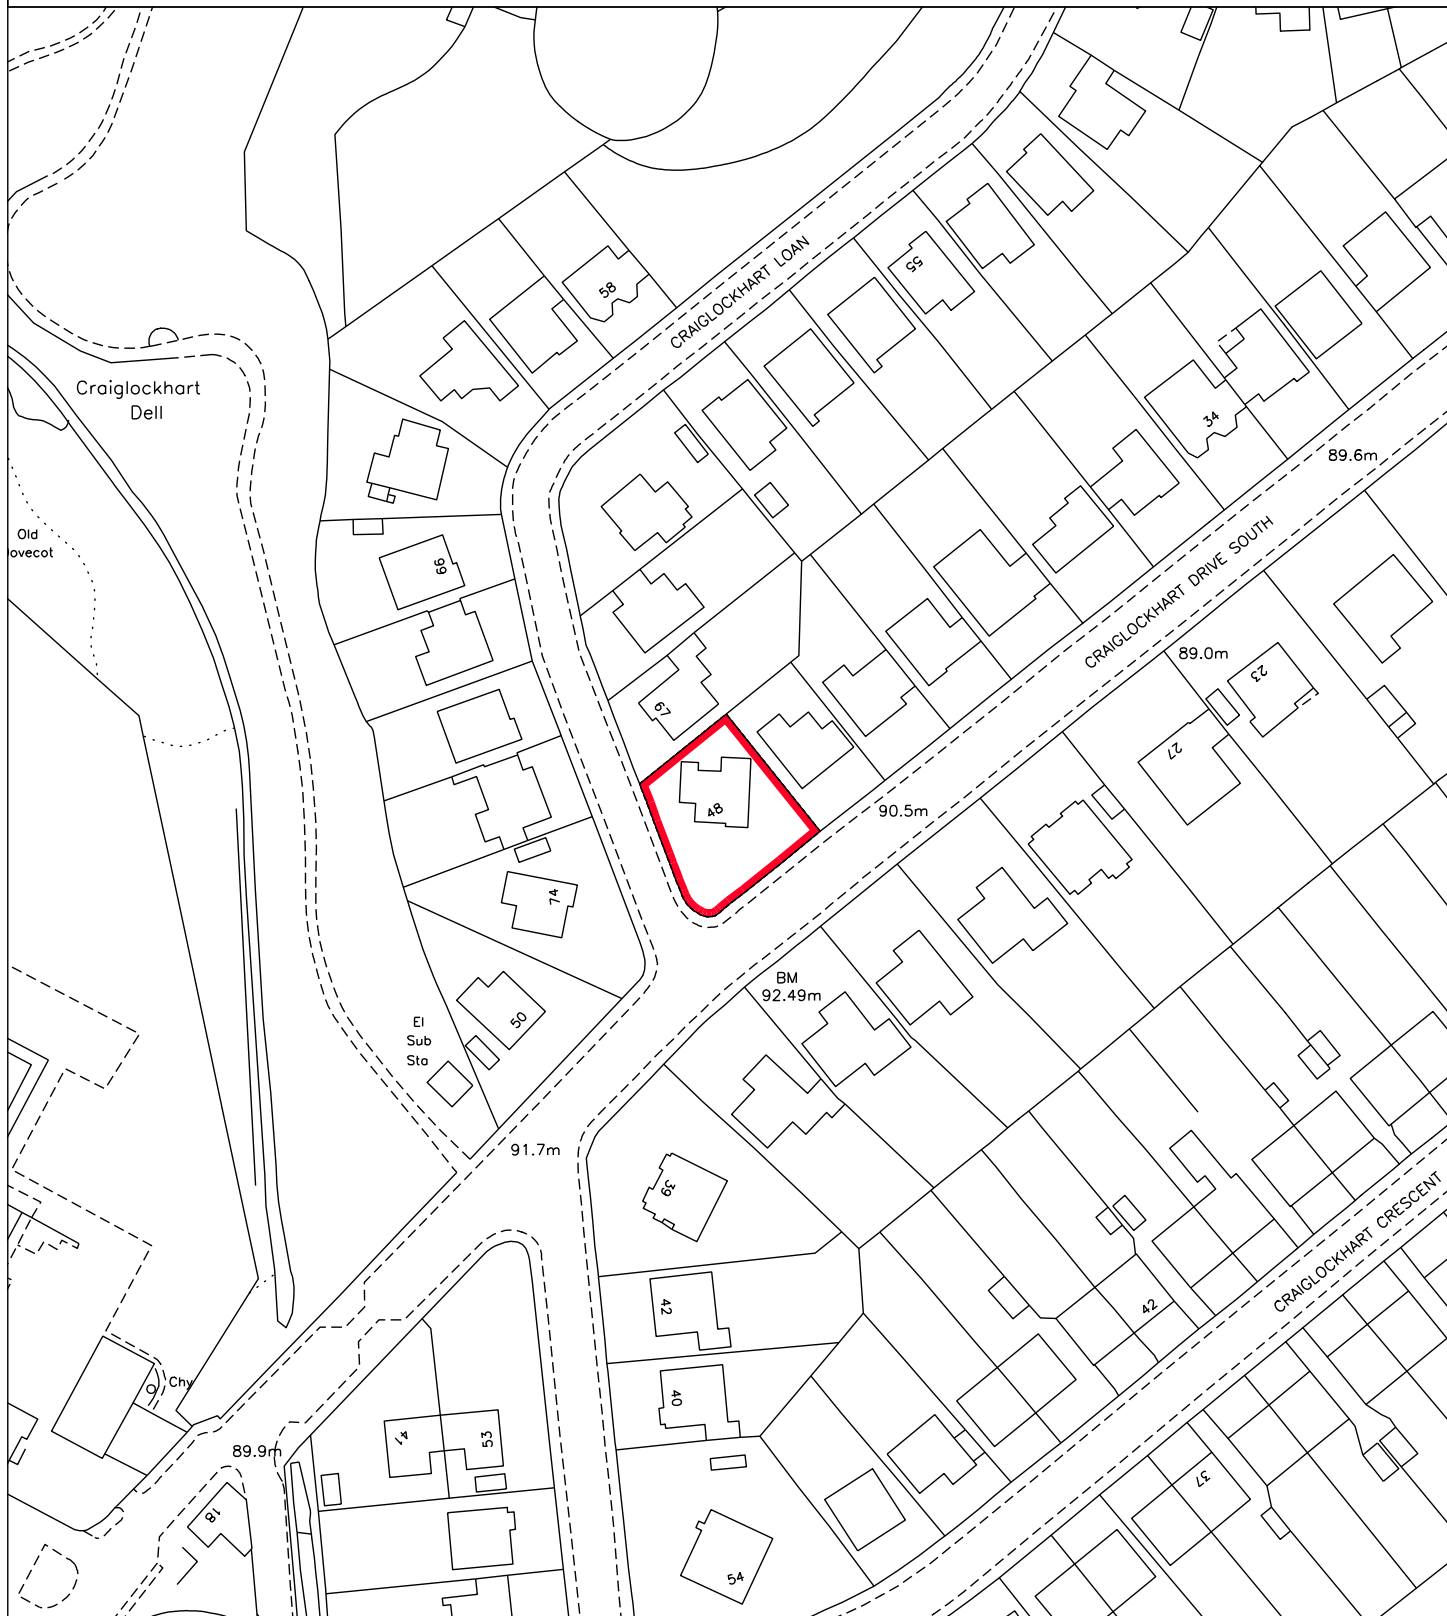 58
CRAIGLOCKHART LOAN
55
Craiglockhart
Dell
34
89.6m
Old
ovecot
69
CRAIGLOCKHART DRIVE SOUTH
89.0m
23
67
27
48
90.5m
74
BM
92.49m
50
El
Sub
Sta
91.7m
39
42
CRAIGLOCKHART CRESCENT
42
Chy
40
41
53
89.9m
37
18
54